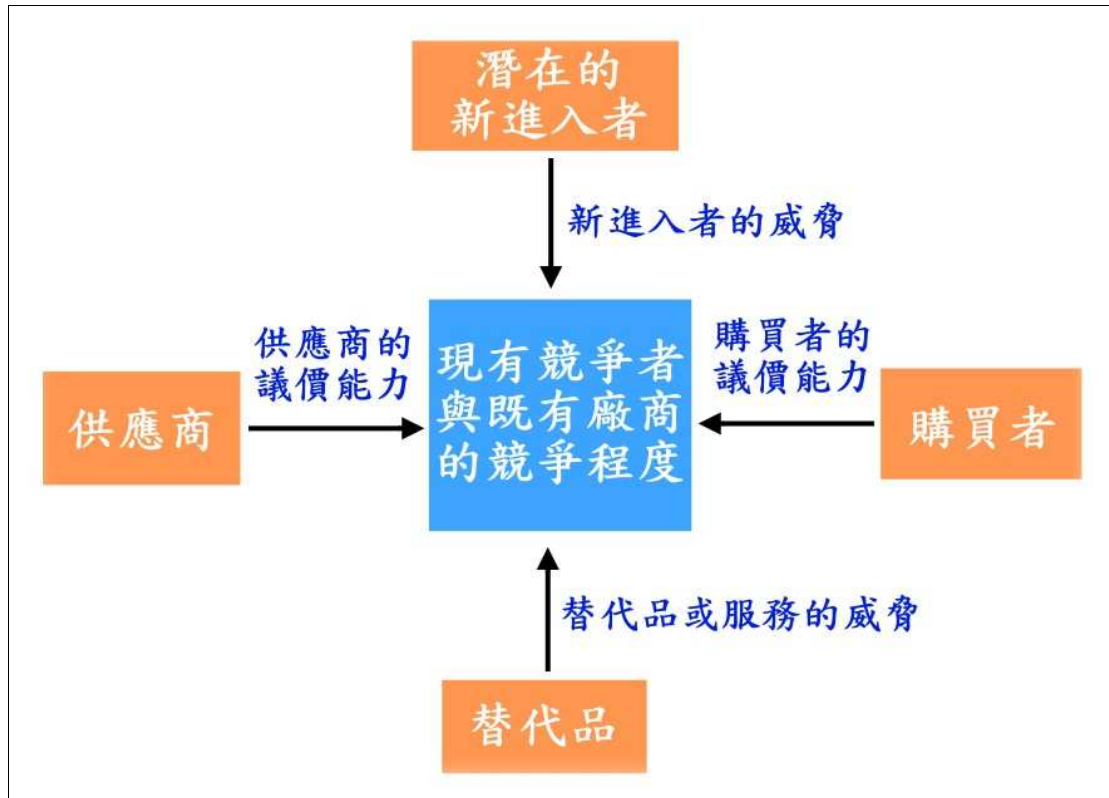 潛在的
新進入者
新進入者的威脅
供應商的
議價能力
購買者的
議價能力
供應商
現有競爭者
與既有廠商
的競爭程度
購買者
替代品或服務的威脅
替代品